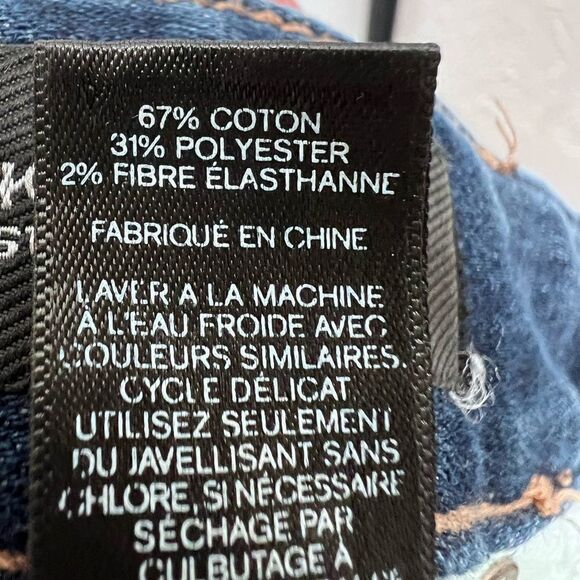 67% COTON
31% POLYESTER
2% FIBRE ÉLASTHANNE
FABRIQUÉ EN CHINE
LAVER A LA MACHINE
À L'EAU FROIDE AVEC
COULEURS SIMILAIRES.
CYCLE DÉLICAT
UTILISEZ SEULEMENT
DU JAVELLISANT SANS
CHLORE, SI NÉCESSAIRE
SÉCHAGE PAR
CULBUTAGE À